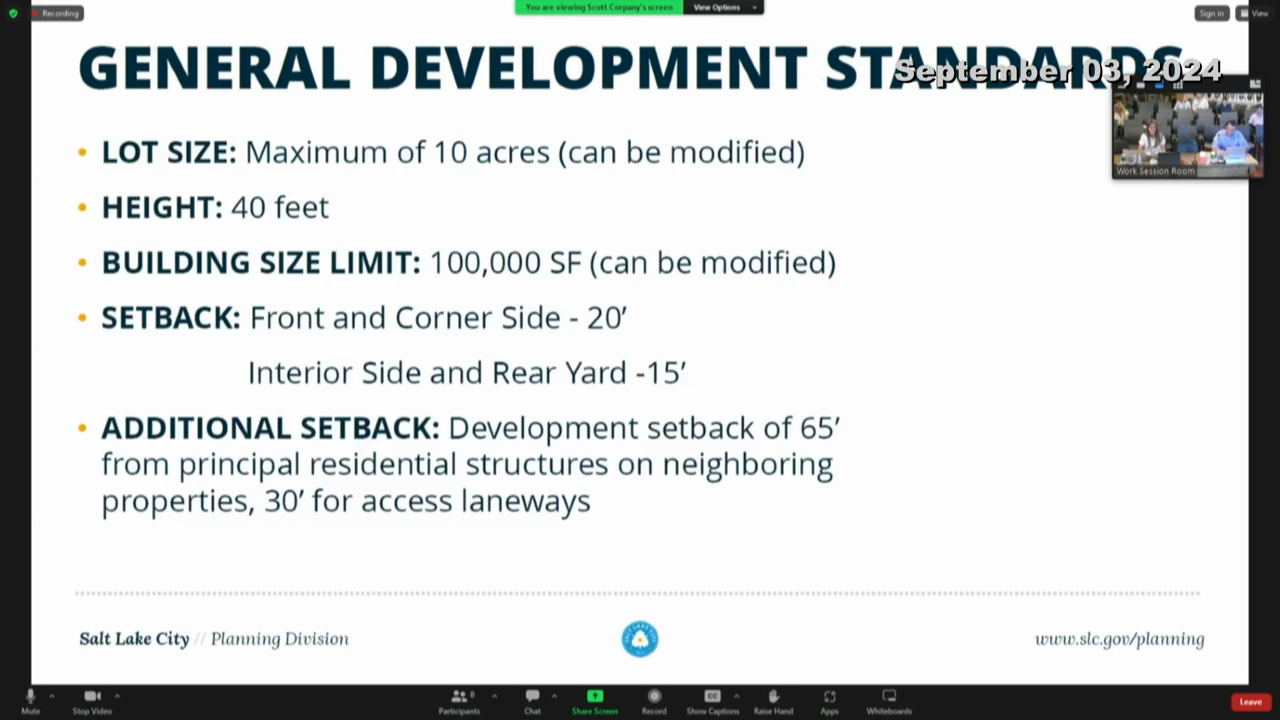 Recording
You are viewing Scott Corpany's screen
View Options
Sign in
View
GENERAL DEVELOPMENT STANDARDS
September 03, 2024
Work Session Room
• LOT SIZE: Maximum of 10 acres (can be modified)
• HEIGHT: 40 feet
• BUILDING SIZE LIMIT: 100,000 SF (can be modified)
• SETBACK: Front and Corner Side - 20’
Interior Side and Rear Yard -15’
• ADDITIONAL SETBACK: Development setback of 65’
from principal residential structures on neighboring
properties, 30’ for access laneways
Salt Lake City // Planning Division
SALT LAKE CITY
www.slc.gov/planning
Mute
Stop Video
Participants
8
Chat
Share Screen
Record
CC
Show Captions
Raise Hand
Apps
Whiteboards
Leave